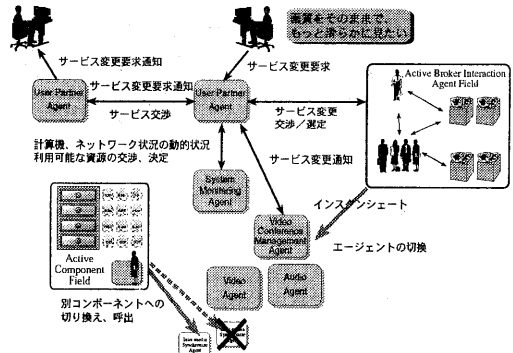 画質をそのままで、
もっと滑らかに見たい
サービス変更要求通知
サービス変更要求
User Partner
Agent
サービス変更要求通知
サービス交渉
User Partner
Agent
サービス変更
交渉/選定
Active Broker Interaction
Agent Field
計算機、ネットワーク状況の動的状況
利用可能な資源の交渉、決定
サービス変更通知
System
Monitoring
Agent
インスタンシェート
Video
Conference
Management
Agent
エージェントの切換
Active
Component
Field
Video
Agent
Audio
Agent
別コンポーネントへの
切り換え、呼出
Agent